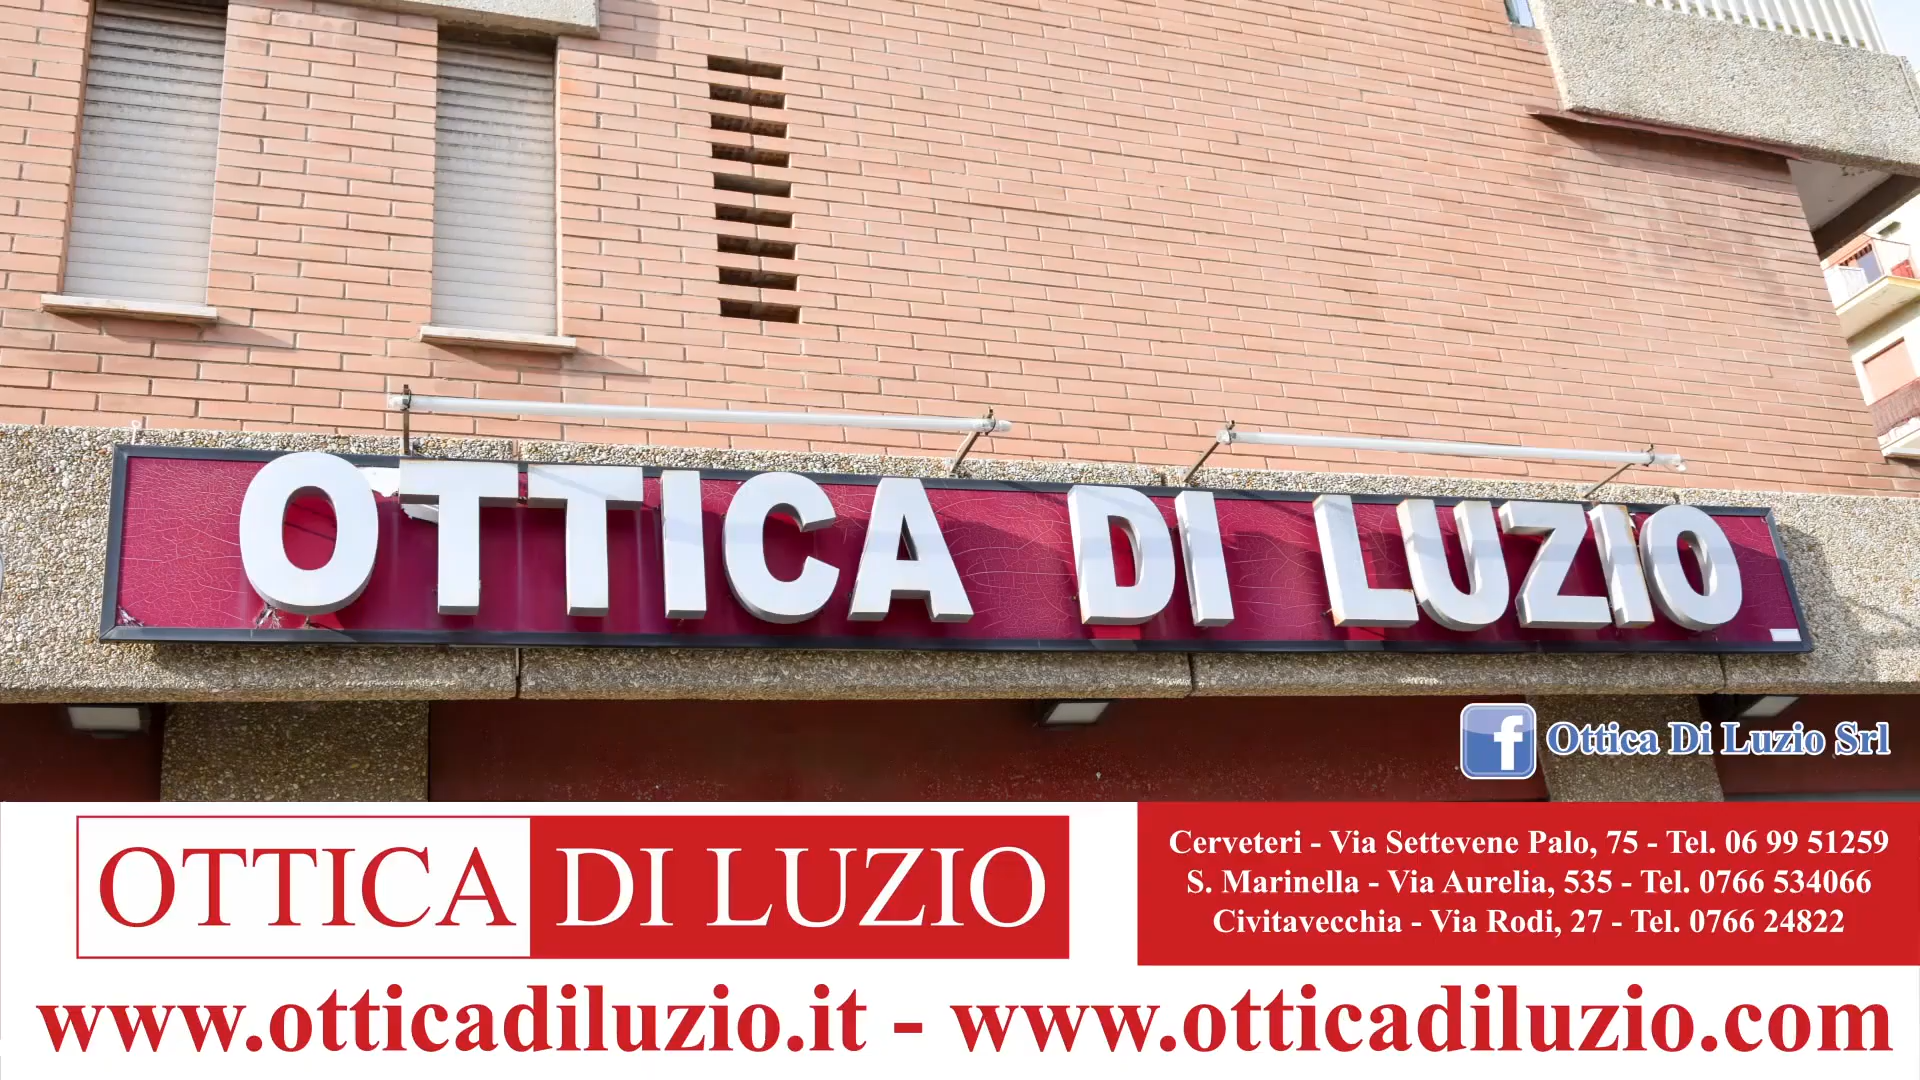 OTTICA DI LUZIO
f Ottica Di Luzio Srl
OTTICA DI LUZIO
Cerveteri - Via Settevene Palo, 75 - Tel. 06 99 51259
S. Marinella - Via Aurelia, 535 - Tel. 0766 534066
Civitavecchia - Via Rodi, 27 - Tel. 0766 24822
www.otticadiluzio.it - www.otticadiluzio.com